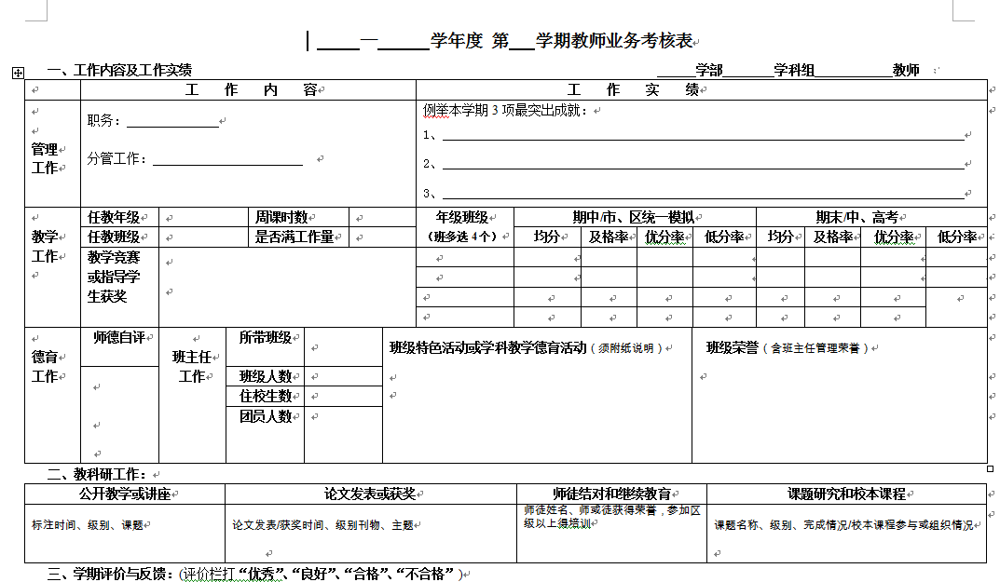 _____—______学年度 第___学期教师业务考核表
一、工作内容及工作实绩 ______学部________学科组____________教师
工 作 内 容 工 作 实 绩
管理工作
职务：______________
分管工作：_______________________
例举本学期3项最突出成就：
1、
2、
3、
教学工作
任教年级 周课时数
任教班级 是否满工作量
教学竞赛或指导学生获奖
年级班级（班多选4个）
期中/市、区统一模拟 期末/中、高考
均分 及格率 优分率 低分率 均分 及格率 优分率 低分率
德育工作
师德自评
班主任工作
所带班级
班级人数
住校生数
团员人数
班级特色活动或学科教学德育活动（须附纸说明）
班级荣誉（含班主任管理荣誉）
二、教科研工作：
公开教学或讲座 论文发表或获奖 师徒结对和继续教育 课题研究和校本课程
标注时间、级别、课题
论文发表/获奖时间、级别刊物、主题
师徒姓名、师或徒获得荣誉，参加区
级以上得培训
课题名称、级别、完成情况/校本课程参与或组织情况
三、学期评价与反馈：(评价栏打“优秀”、“良好”、“合格”、“不合格”)